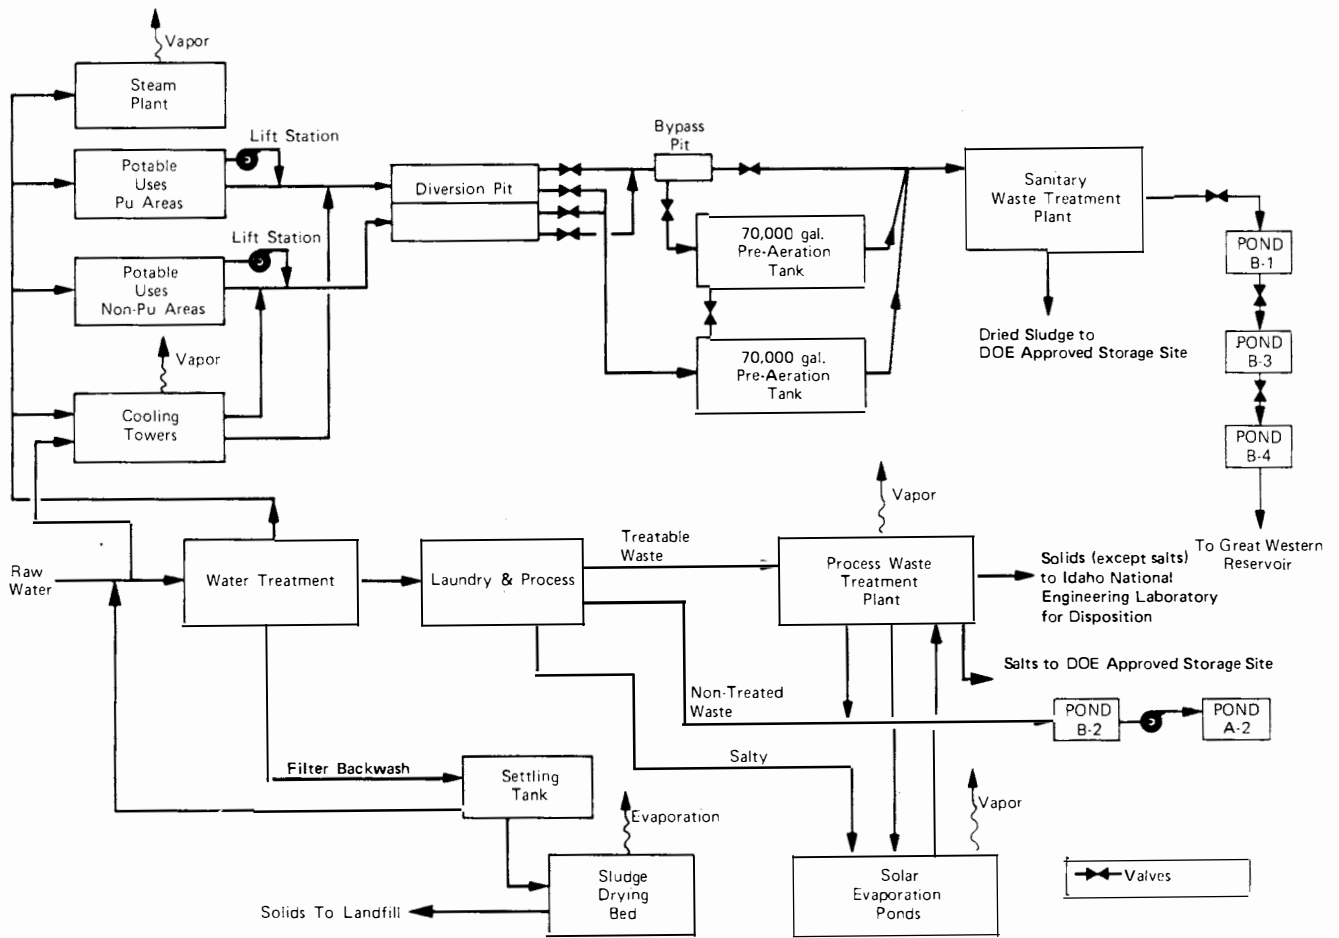 Vapor
Steam
Plant
Lift Station
Potable
Uses
Pu Areas
Lift Station
Potable
Uses
Non-Pu Areas
Vapor
Cooling
Towers
Diversion Pit
Bypass
Pit
70,000 gal.
Pre-Aeration
Tank
70,000 gal.
Pre-Aeration
Tank
Sanitary
Waste Treatment
Plant
Dried Sludge to
DOE Approved Storage Site
POND
B-1
POND
B-3
POND
B-4
To Great Western
Reservoir
Raw
Water
Water Treatment
Laundry & Process
Treatable
Waste
Vapor
Process Waste
Treatment
Plant
Solids (except salts)
to Idaho National
Engineering Laboratory
for Disposition
Salts to DOE Approved Storage Site
Non-Treated
Waste
POND
B-2
POND
A-2
Salty
Filter Backwash
Settling
Tank
Evaporation
Sludge
Drying
Bed
Solids To Landfill
Vapor
Solar
Evaporation
Ponds
Valves